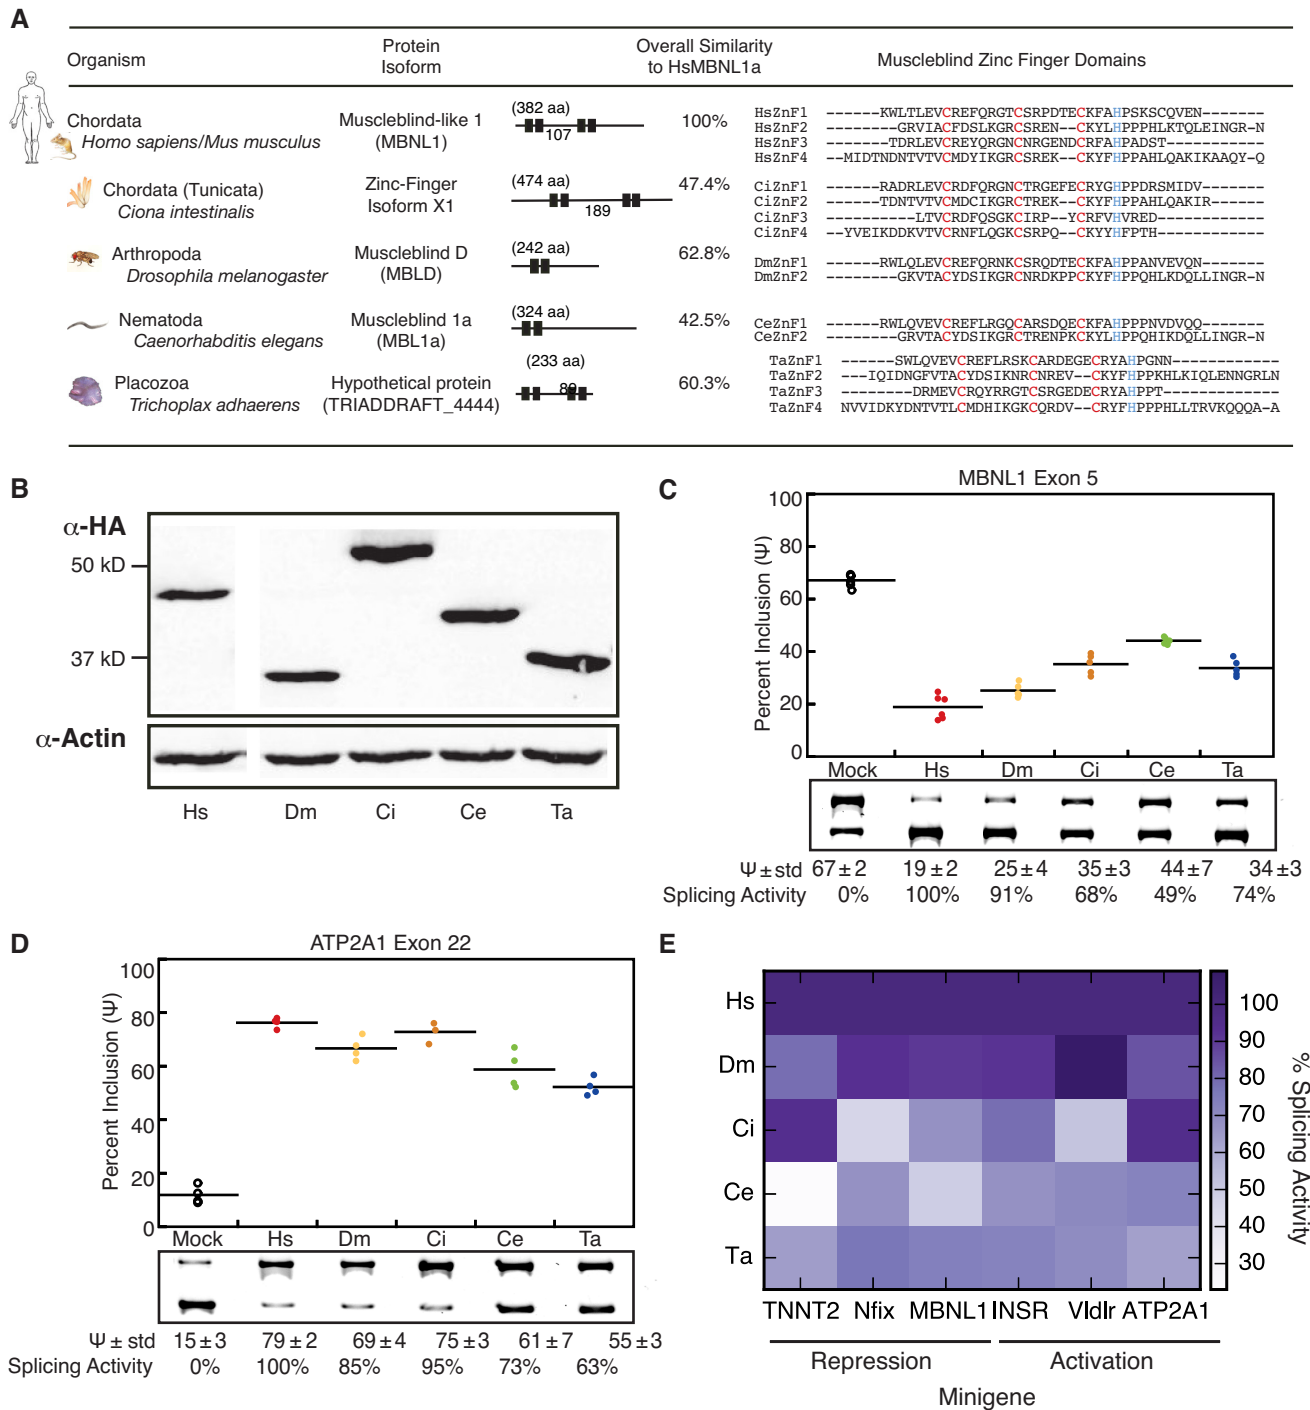 A
Organism
Protein
Isoform
Overall Similarity
to HsMBNL1a
Muscleblind Zinc Finger Domains
Chordata
Homo sapiens/Mus musculus
Muscleblind-like 1
(MBNL1)
(382 aa)
107
100%
HsZnF1 ------KWLTLEVCREFQRGTCSRPDTECKFAHPSKSCQVEN-------
HsZnF2 --------GRVIACFDSLKGRCSREN--CKYLHPPPHLKTQLEINGR-N
HsZnF3 -------TDRLEVCREYQRGNCNRGENDCRFAHPADST-----------
HsZnF4 --MIDTNDNTVTVCMDYIKGRCSREK--CKYFHPPAHLQAKIKAAQY-Q
Chordata (Tunicata)
Ciona intestinalis
Zinc-Finger
Isoform X1
(474 aa)
189
47.4%
CiZnF1 ------RADRLEVCRDFQRGNCTRGEFECRYGHPPDRSMIDV-------
CiZnF2 ------TDNTVTVCMDCIKGRCTRET--CKYFHPPAHLQAKIR------
CiZnF3 ----------LTVCRDFQSGKCIRP--YCRFVHVRED------------
CiZnF4 --YVEIKDDKVTVCRNFLQGKCSRPQ--CKYYHFPTH------------
Arthropoda
Drosophila melanogaster
Muscleblind D
(MBLD)
(242 aa)
62.8%
DmZnF1 ------RWLQLEVCREFQRNKCSRQDTECKFAHPPANVEVQN-------
DmZnF2 --------GKVTACYDSIKGRCNRDKPPCKYFHPPQHLKDQLLINGR-N
Nematoda
Caenorhabditis elegans
Muscleblind 1a
(MBL1a)
(324 aa)
42.5%
CeZnF1 ------RWLQVEVCREFLRGQCARSDQECKFAHPPPNVDVQQ-------
CeZnF2 --------GRVTACYDSIKGRCTRENPKCKYLHPPQHIKDQLLINGR-N
Placozoa
Trichoplax adhaerens
Hypothetical protein
(TRIADDRAFT_4444)
(233 aa)
89
60.3%
TaZnF1 ------SWLQVEVCREFLRSKCARDEGECRYAHPGNN------------
TaZnF2 ---IQIDNGFVTACYDSIKNRCNREV--CKYFHPPKHLKIQLENNGRLN
TaZnF3 --------DRMEVCRQYRRGTCSRGEDECRYAHPPT-------------
TaZnF4 NVVIDKYDNTVTLCMDHIKGKCQRDV--CRYFHPPPHLLTRVKQQQA-A
B
α-HA
50 kD
37 kD
α-Actin
Hs Dm Ci Ce Ta
C
MBNL1 Exon 5
Percent Inclusion (Ψ)
100
80
60
40
20
0
Mock Hs Dm Ci Ce Ta
Ψ ± std 67 ± 2 19 ± 2 25 ± 4 35 ± 3 44 ± 7 34 ± 3
Splicing Activity 0% 100% 91% 68% 49% 74%
D
ATP2A1 Exon 22
Percent Inclusion (Ψ)
100
80
60
40
20
0
Mock Hs Dm Ci Ce Ta
Ψ ± std 15 ± 3 79 ± 2 69 ± 4 75 ± 3 61 ± 7 55 ± 3
Splicing Activity 0% 100% 85% 95% 73% 63%
E
Hs
Dm
Ci
Ce
Ta
TNNT2 Nfix MBNL1 INSR Vldlr ATP2A1
Repression Activation
Minigene
100
90
80
70
60
50
40
30
% Splicing Activity